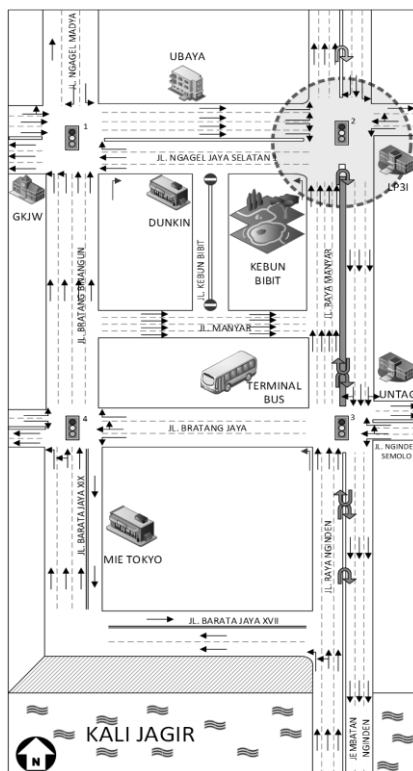 JL. NGAGEL MADYA
UBAYA
1
2
JL. NGAGEL JAYA SELATAN
LP3I
GKJW
DUNKIN
JL. KEBUN BIBIT
KEBUN
BIBIT
JL. RAYA MANYAR
JL. BRATANG BINANGUN
JL. MANYAR
TERMINAL
BUS
UNTAG
4
3
JL. BRATANG JAYA
JL. NGINDEN
SEMOLO
JL. BARATA JAYA XIX
MIE TOKYO
JL. RAYA NGINDEN
JL. BARATA JAYA XVII
KALI JAGIR
JEMBATAN
NGINDEN
N